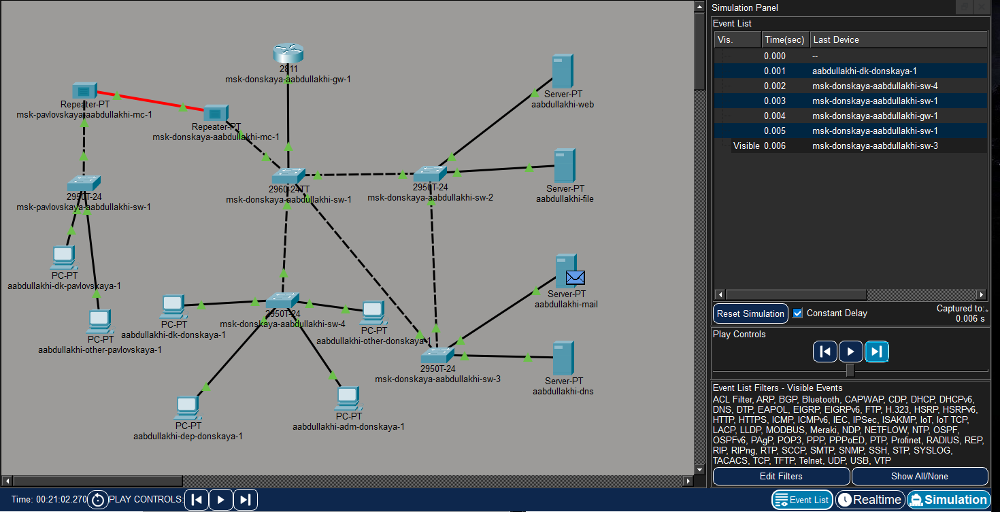 2811
msk-donskaya-aabdullakhi-gw-1
Repeater-PT
msk-pavlovskaya-aabdullakhi-mc-1
Repeater-PT
msk-donskaya-aabdullakhi-mc-1
Server-PT
aabdullakhi-web
2950T-24
msk-pavlovskaya-aabdullakhi-sw-1
2960-24TT
msk-donskaya-aabdullakhi-sw-1
2950T-24
msk-donskaya-aabdullakhi-sw-2
Server-PT
aabdullakhi-file
PC-PT
aabdullakhi-dk-pavlovskaya-1
PC-PT
aabdullakhi-other-pavlovskaya-1
PC-PT
aabdullakhi-dk-donskaya-1
2950T-24
msk-donskaya-aabdullakhi-sw-4
PC-PT
aabdullakhi-other-donskaya-1
Server-PT
aabdullakhi-mail
2950T-24
msk-donskaya-aabdullakhi-sw-3
Server-PT
aabdullakhi-dns
PC-PT
aabdullakhi-dep-donskaya-1
PC-PT
aabdullakhi-adm-donskaya-1
Simulation Panel
Event List
Vis. Time(sec) Last Device
0.000 --
0.001 aabdullakhi-dk-donskaya-1
0.002 msk-donskaya-aabdullakhi-sw-4
0.003 msk-donskaya-aabdullakhi-sw-1
0.004 msk-donskaya-aabdullakhi-gw-1
0.005 msk-donskaya-aabdullakhi-sw-1
Visible 0.006 msk-donskaya-aabdullakhi-sw-3
Reset Simulation Constant Delay Captured to:*
0.006 s
Play Controls
Event List Filters - Visible Events
ACL Filter, ARP, BGP, Bluetooth, CAPWAP, CDP, DHCP, DHCPv6,
DNS, DTP, EAPOL, EIGRP, EIGRPv6, FTP, H.323, HSRP, HSRPv6,
HTTP, HTTPS, ICMP, ICMPv6, IEC, IPSec, ISAKMP, IoT, IoT TCP,
LACP, LLDP, MODBUS, Meraki, NDP, NETFLOW, NTP, OSPF,
OSPFv6, PAgP, POP3, PPP, PPPoED, PTP, Profinet, RADIUS, REP,
RIP, RIPng, RTP, SCCP, SMTP, SNMP, SSH, STP, SYSLOG,
TACACS, TCP, TFTP, Telnet, UDP, USB, VTP
Edit Filters Show All/None
Time: 00:21:02.270 PLAY CONTROLS: Event List Realtime Simulation